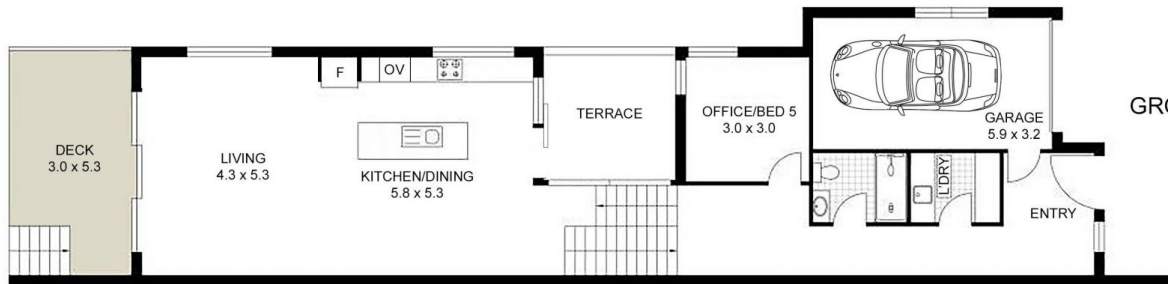 DECK
3.0 x 5.3
LIVING
4.3 x 5.3
F
OV
KITCHEN/DINING
5.8 x 5.3
TERRACE
OFFICE/BED 5
3.0 x 3.0
GARAGE
5.9 x 3.2
L'DRY
ENTRY
GRO